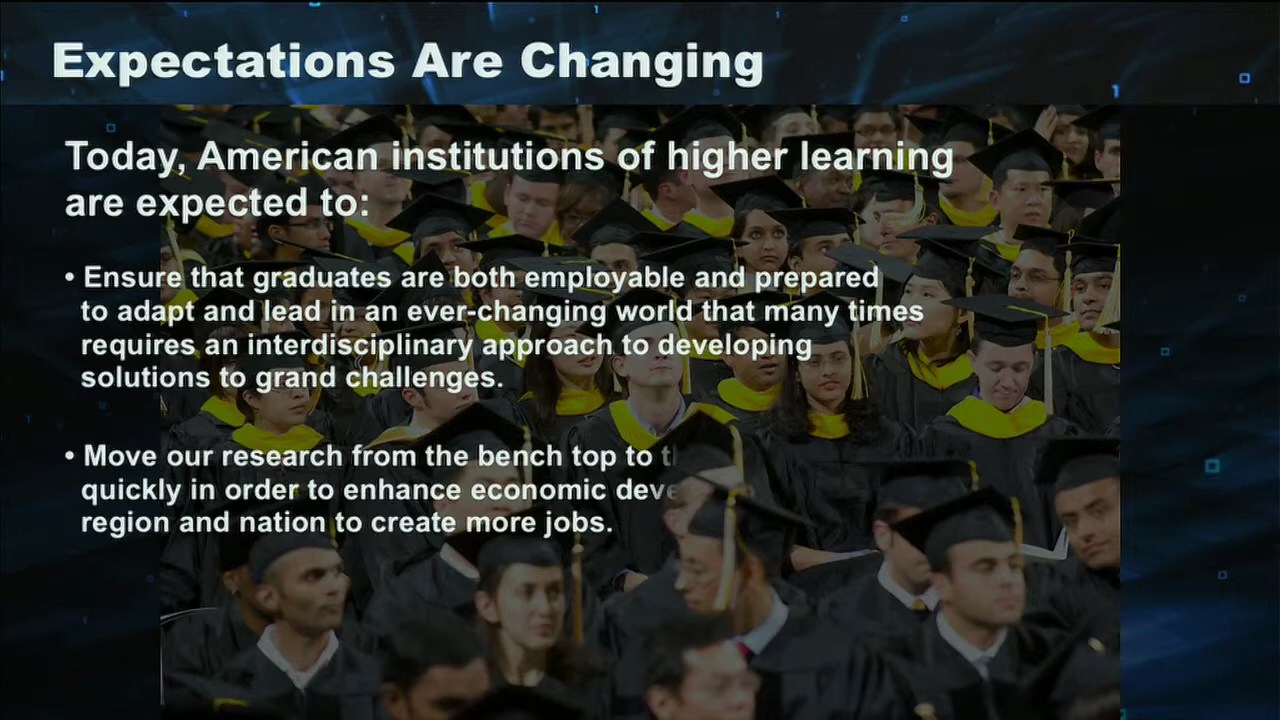 Expectations Are Changing
Today, American institutions of higher learning
are expected to:
• Ensure that graduates are both employable and prepared
to adapt and lead in an ever-changing world that many times
requires an interdisciplinary approach to developing
solutions to grand challenges.
• Move our research from the bench top to
quickly in order to enhance economic
region and nation to create more jobs.